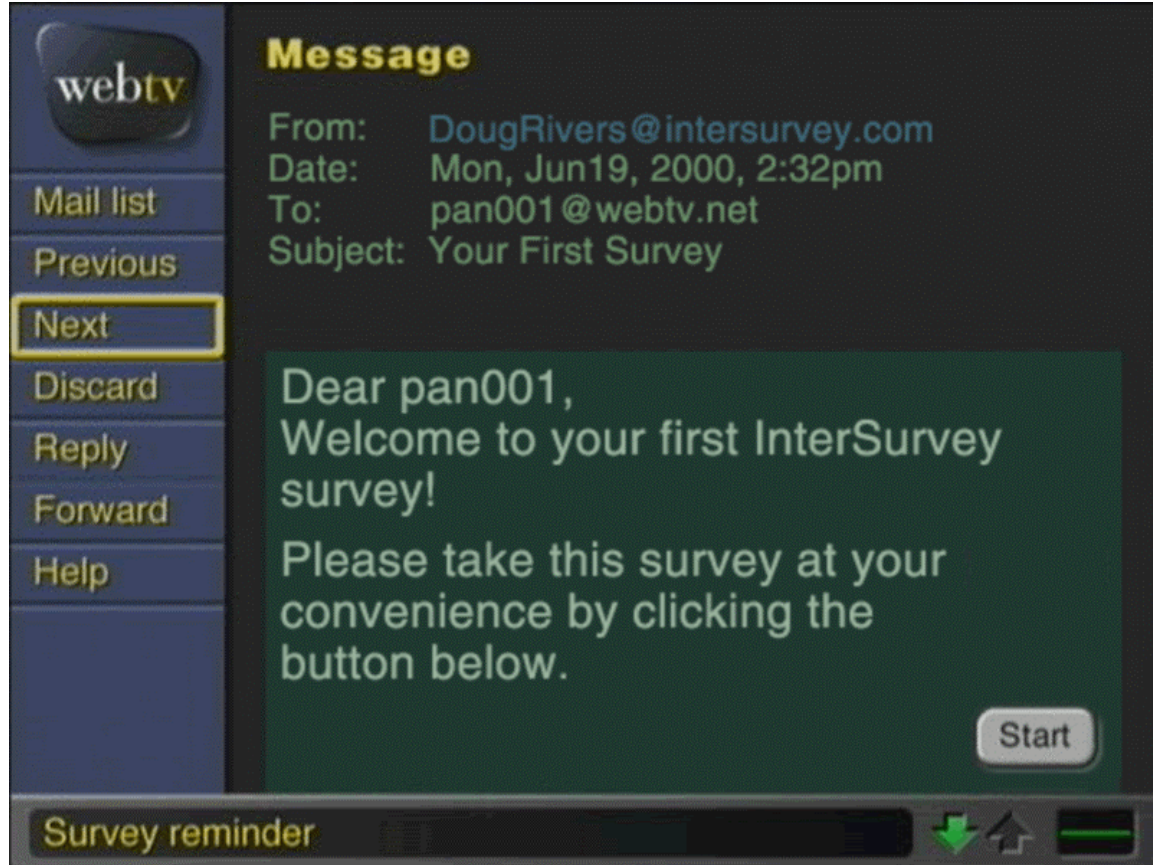 webtv
Mail list
Previous
Next
Discard
Reply
Forward
Help
Message
From: DougRivers@intersurvey.com
Date: Mon, Jun19, 2000, 2:32pm
To: pan001@webtv.net
Subject: Your First Survey
Dear pan001,
Welcome to your first InterSurvey
survey!
Please take this survey at your
convenience by clicking the
button below.
Start
Survey reminder